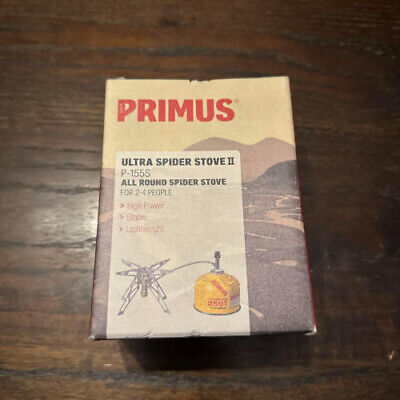 PRIMUS
ULTRA SPIDER STOVE II
P-155S
ALL ROUND SPIDER STOVE
FOR 2-4 PEOPLE
High Power
Stable
Lightweight
PRIMUS
250T